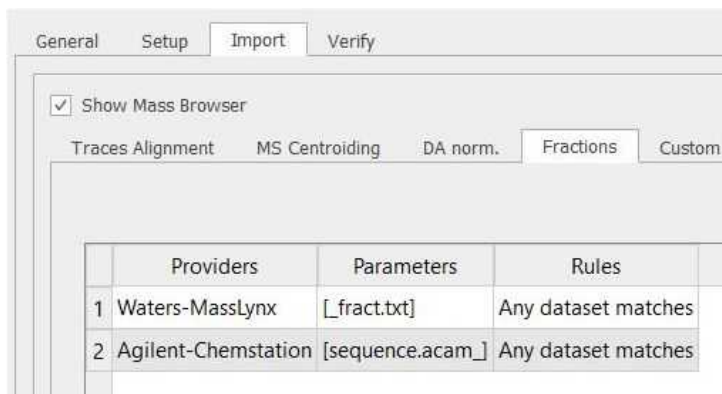 General Setup Import Verify
Show Mass Browser
Traces Alignment MS Centroiding DA norm. Fractions Custom
Providers Parameters Rules
1 Waters-MassLynx [_fract.txt] Any dataset matches
2 Agilent-Chemstation [sequence.acam_] Any dataset matches